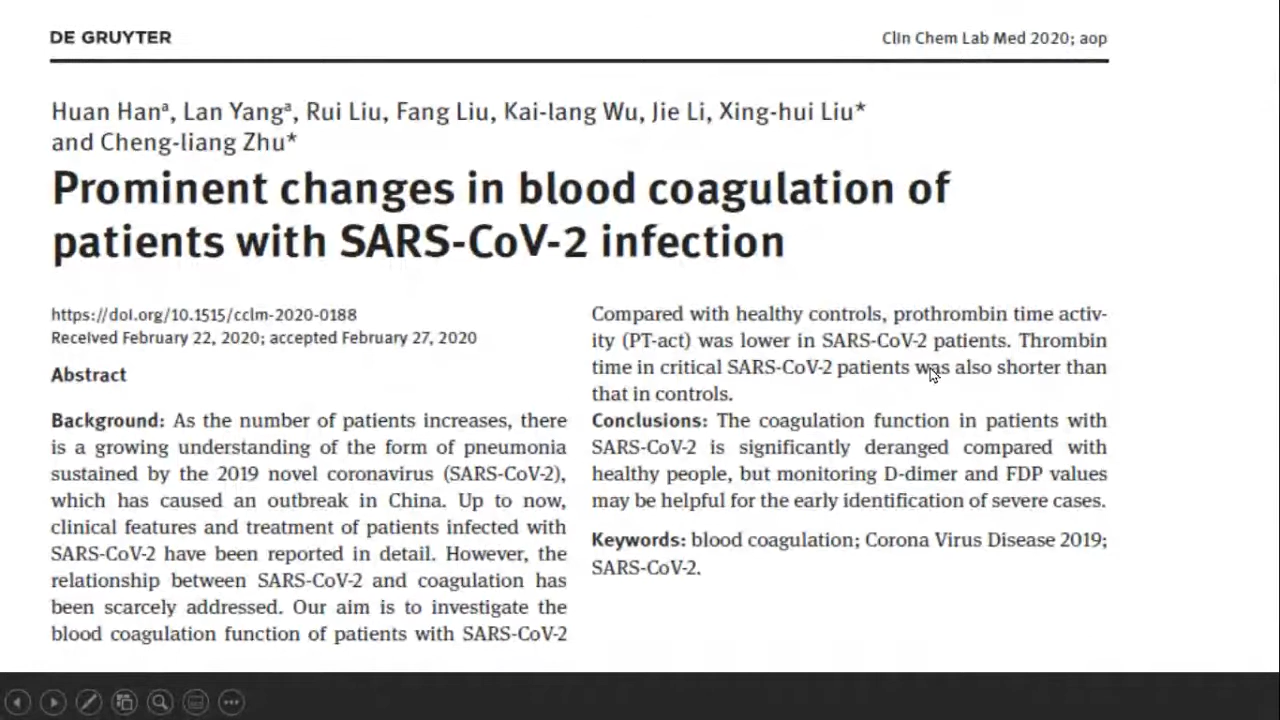 DE GRUYTER
Clin Chem Lab Med 2020; aop
Huan Hanᵃ, Lan Yangᵃ, Rui Liu, Fang Liu, Kai-lang Wu, Jie Li, Xing-hui Liu*
and Cheng-liang Zhu*
Prominent changes in blood coagulation of
patients with SARS-CoV-2 infection
https://doi.org/10.1515/cclm-2020-0188
Received February 22, 2020; accepted February 27, 2020
Abstract
Background: As the number of patients increases, there
is a growing understanding of the form of pneumonia
sustained by the 2019 novel coronavirus (SARS-CoV-2),
which has caused an outbreak in China. Up to now,
clinical features and treatment of patients infected with
SARS-CoV-2 have been reported in detail. However, the
relationship between SARS-CoV-2 and coagulation has
been scarcely addressed. Our aim is to investigate the
blood coagulation function of patients with SARS-CoV-2
Compared with healthy controls, prothrombin time activ-
ity (PT-act) was lower in SARS-CoV-2 patients. Thrombin
time in critical SARS-CoV-2 patients was also shorter than
that in controls.
Conclusions: The coagulation function in patients with
SARS-CoV-2 is significantly deranged compared with
healthy people, but monitoring D-dimer and FDP values
may be helpful for the early identification of severe cases.
Keywords: blood coagulation; Corona Virus Disease 2019;
SARS-CoV-2.